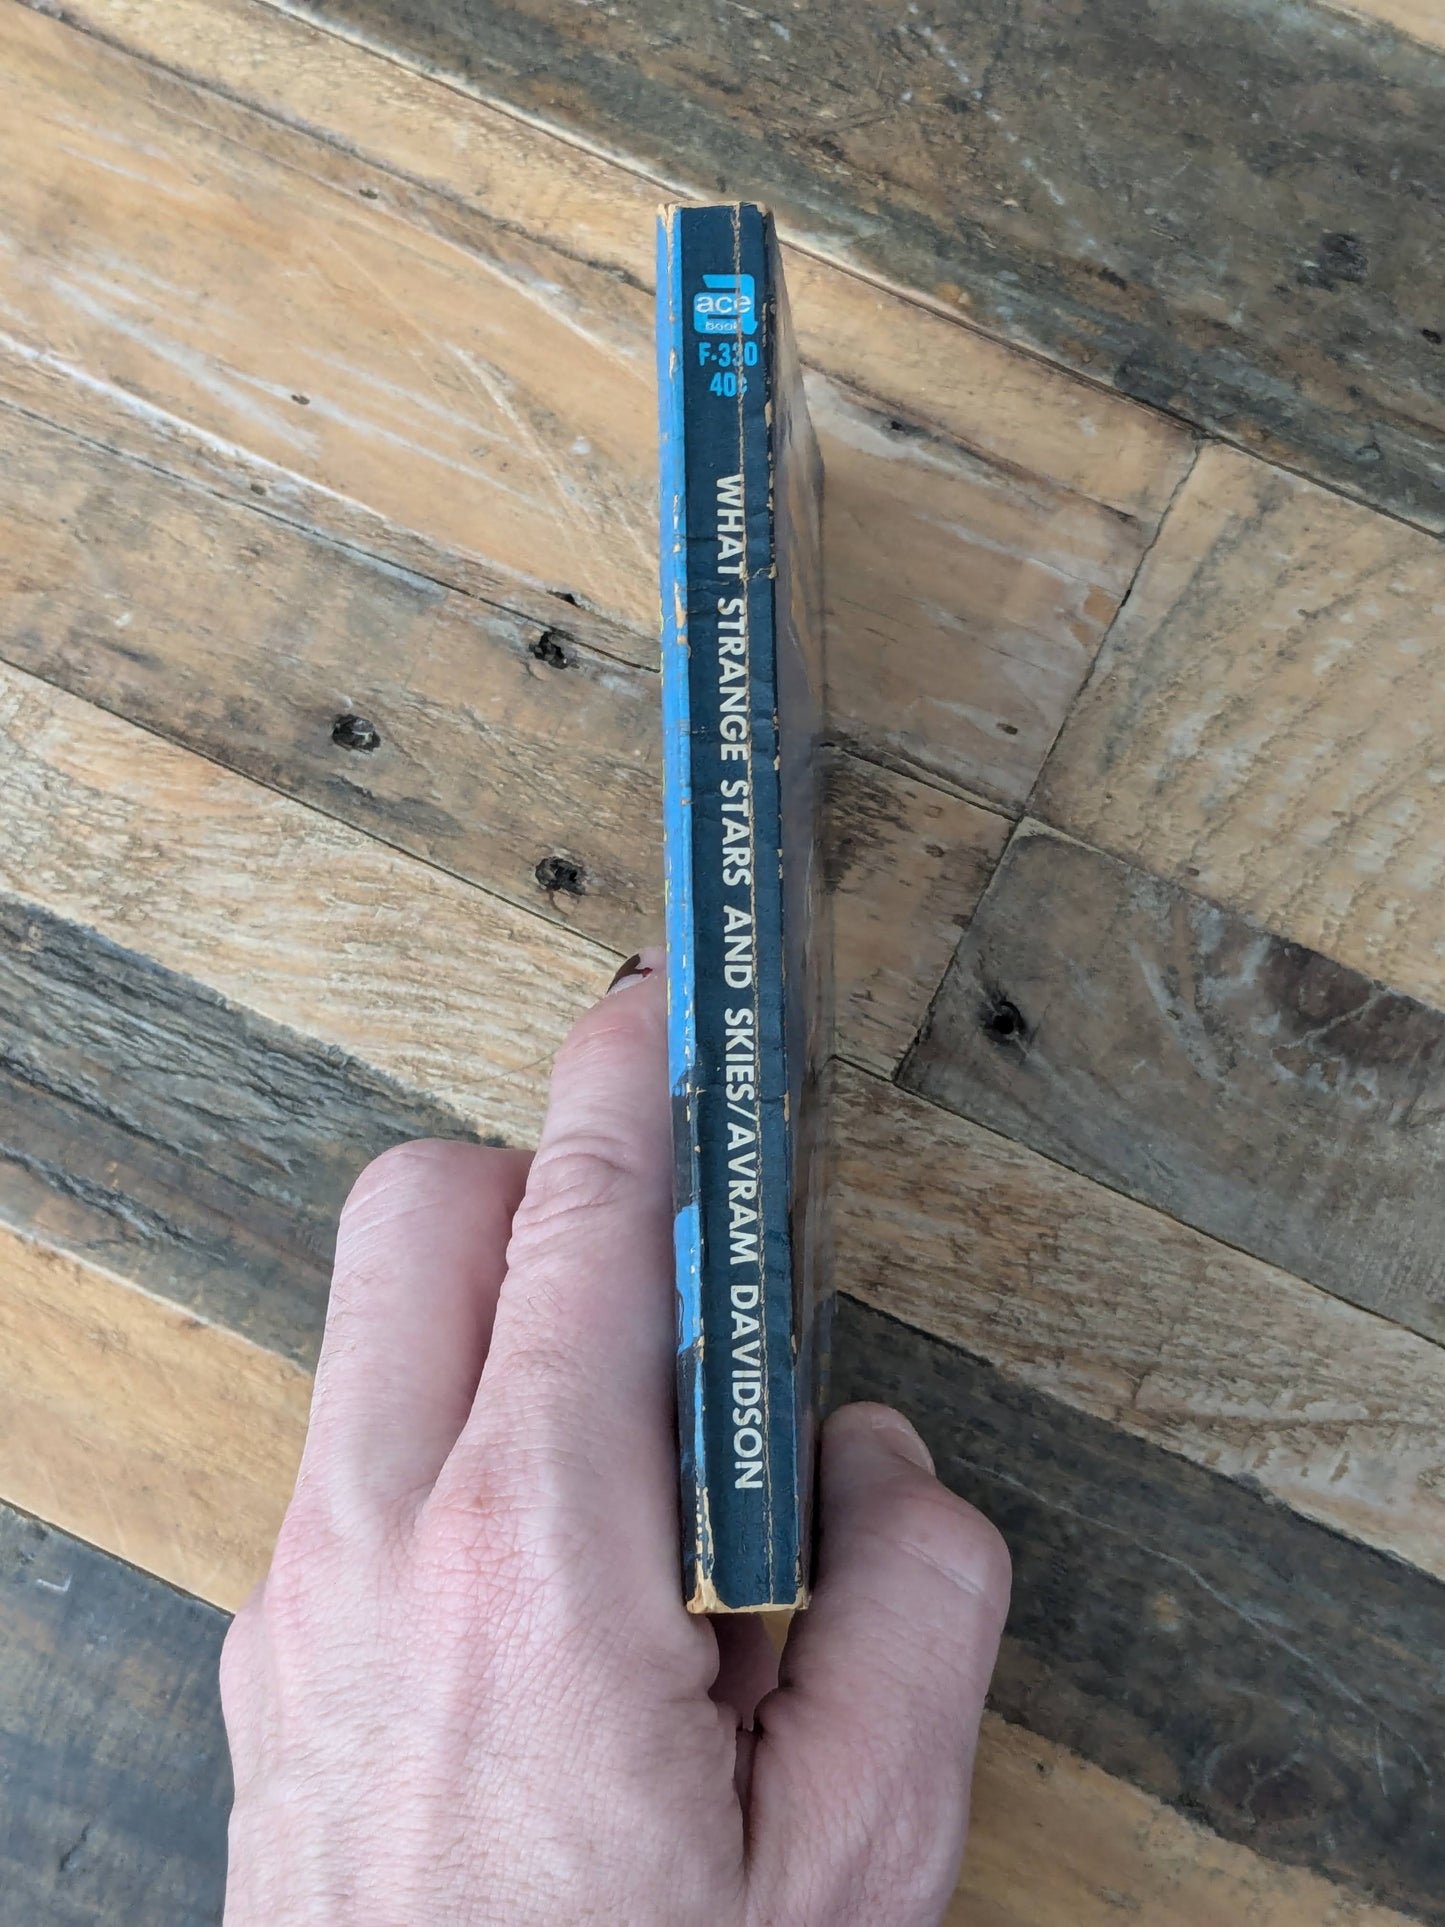 ace
BOOK
F-330
40¢
WHAT STRANGE STARS AND SKIES/AVRAM DAVIDSON